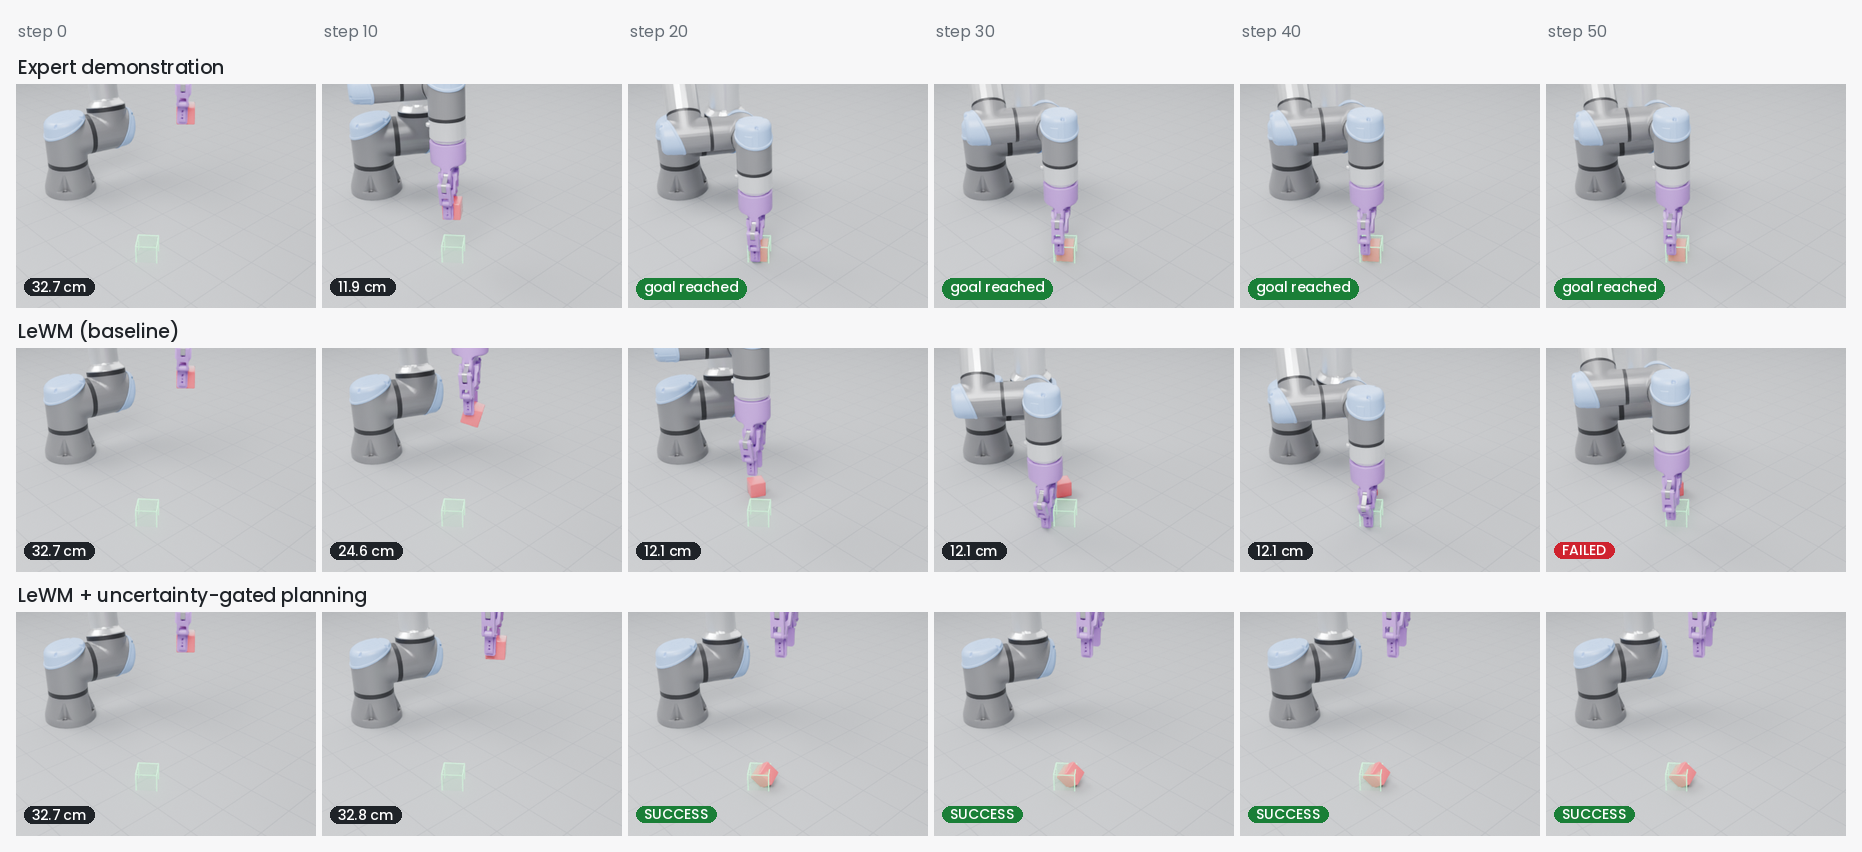 step 0 step 10 step 20 step 30 step 40 step 50
Expert demonstration
32.7 cm 11.9 cm goal reached goal reached goal reached goal reached
LeWM (baseline)
32.7 cm 24.6 cm 12.1 cm 12.1 cm 12.1 cm FAILED
LeWM + uncertainty-gated planning
32.7 cm 32.8 cm SUCCESS SUCCESS SUCCESS SUCCESS